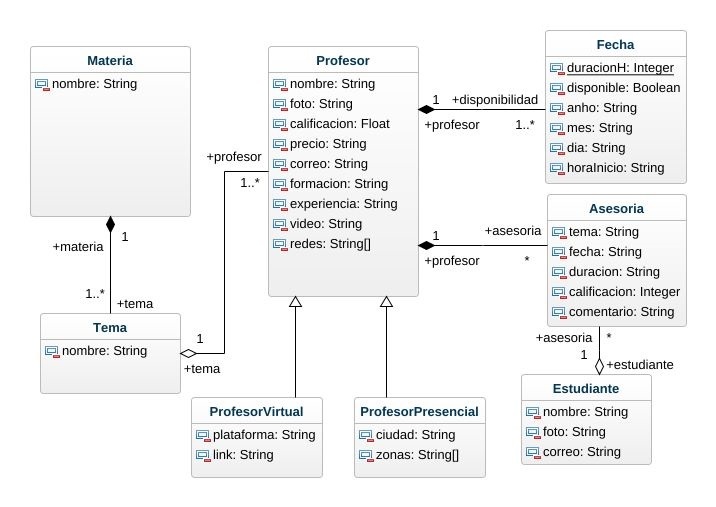 Materia
nombre: String
Profesor
nombre: String
foto: String
calificacion: Float
precio: String
correo: String
formacion: String
experiencia: String
video: String
redes: String[]
Fecha
duracionH: Integer
disponible: Boolean
anho: String
mes: String
dia: String
horaInicio: String
1 +disponibilidad
+profesor 1..*
+profesor
1..*
1 +asesoria
+profesor *
Asesoria
tema: String
fecha: String
duracion: String
calificacion: Integer
comentario: String
1
+materia
1..*
+tema
Tema
nombre: String
1
+tema
+asesoria *
1
+estudiante
Estudiante
nombre: String
foto: String
correo: String
ProfesorVirtual
plataforma: String
link: String
ProfesorPresencial
ciudad: String
zonas: String[]